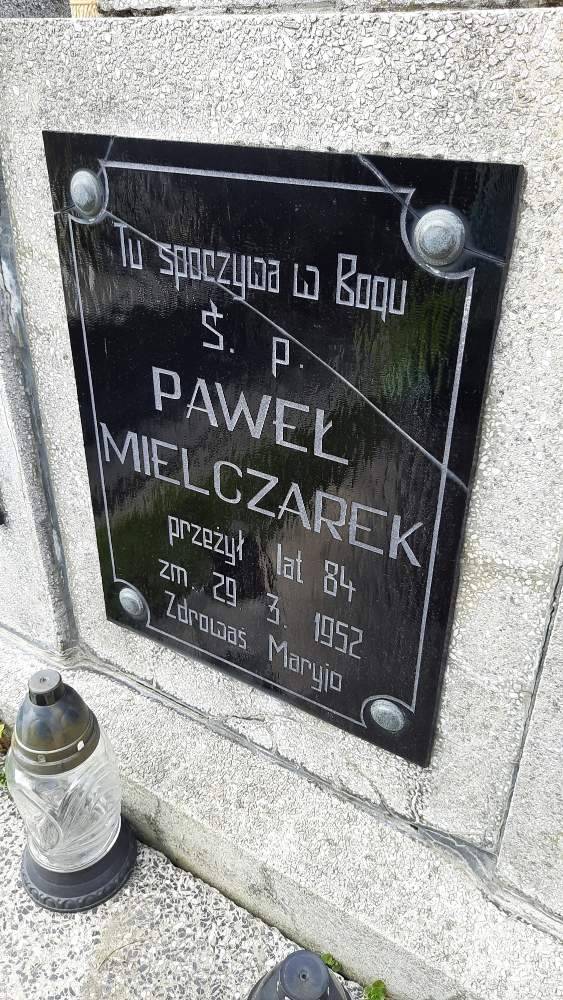 Tu spoczywa w Bogu
Ś. p.
PAWEŁ
MIELCZAREK
przeżył lat 84
zm. 29 3. 1952
Zdrowaś Maryjo